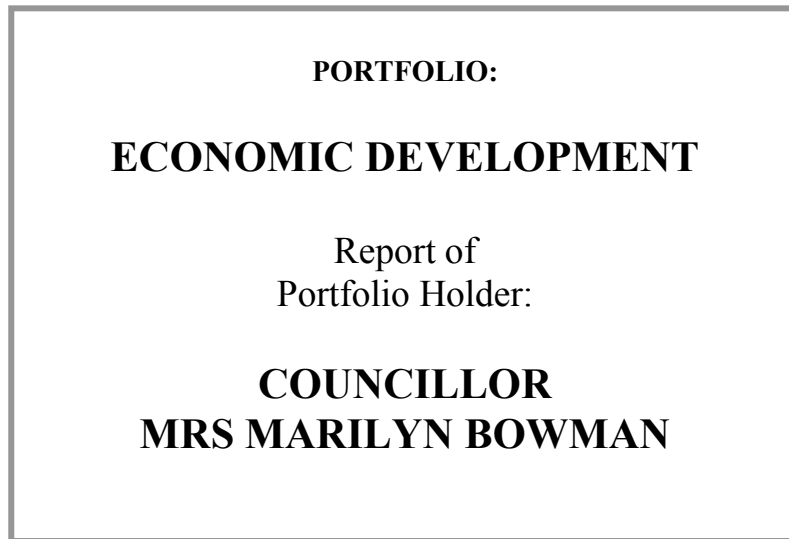 PORTFOLIO:
ECONOMIC DEVELOPMENT
Report of
Portfolio Holder:
COUNCILLOR
MRS MARILYN BOWMAN